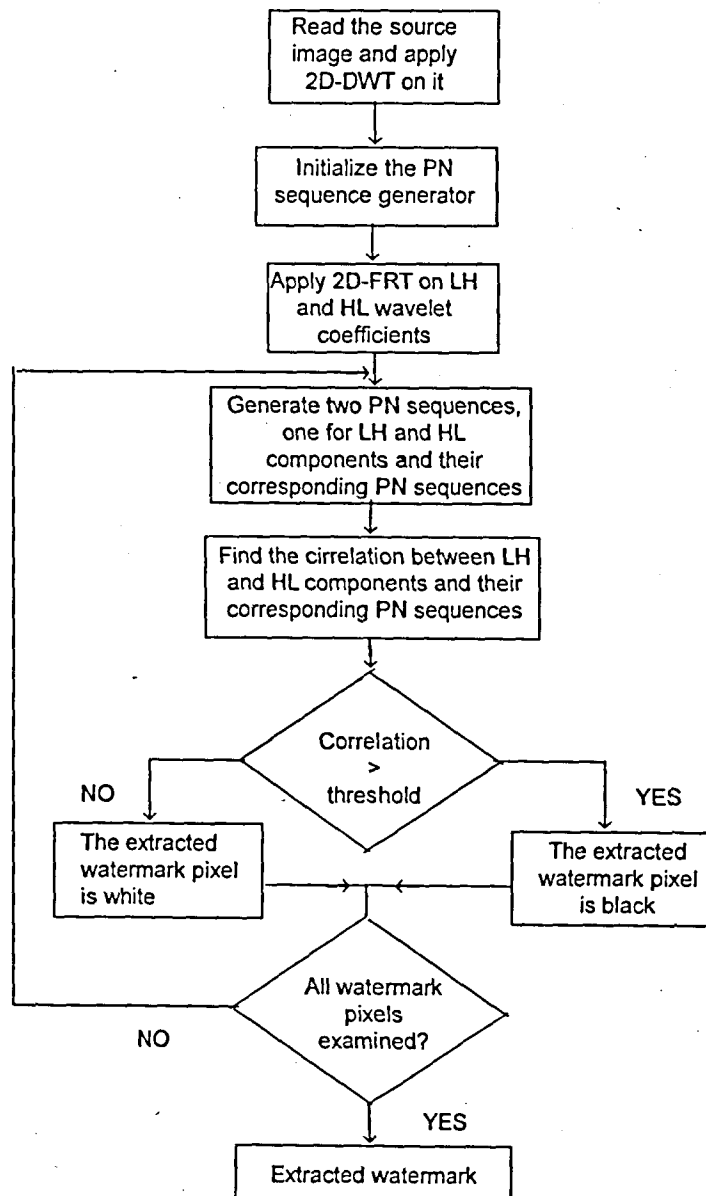 Read the source
image and apply
2D-DWT on it
Initialize the PN
sequence generator
Apply 2D-FRT on LH
and HL wavelet
coefficients
Generate two PN sequences,
one for LH and HL
components and their
corresponding PN sequences
Find the cirrelation between LH
and HL components and their
corresponding PN sequences
Correlation
>
threshold
NO
YES
The extracted
watermark pixel
is white
The extracted
watermark pixel
is black
All watermark
pixels
examined?
NO
YES
Extracted watermark